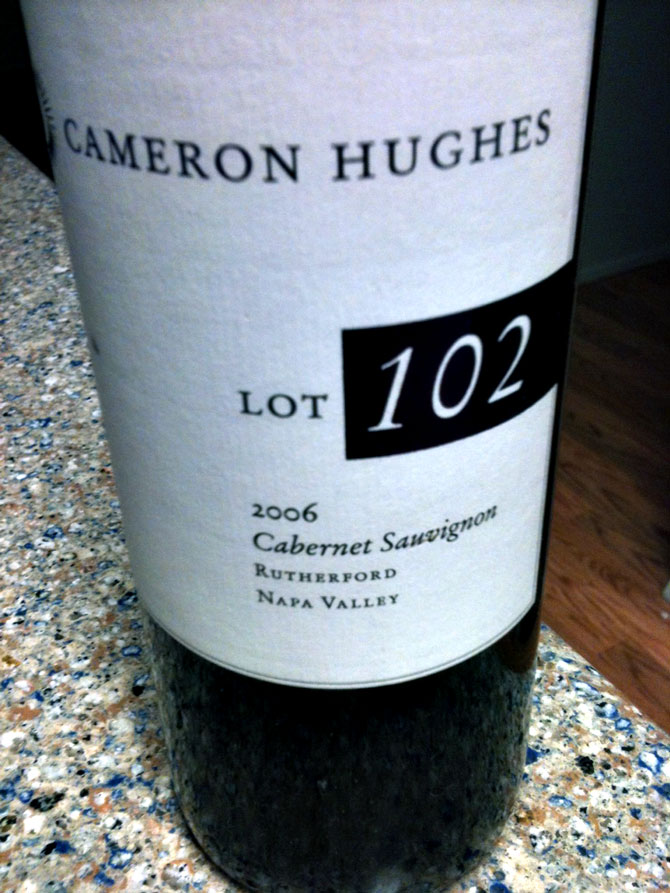 CAMERON HUGHES
LOT 102
2006
Cabernet Sauvignon
RUTHERFORD
NAPA VALLEY